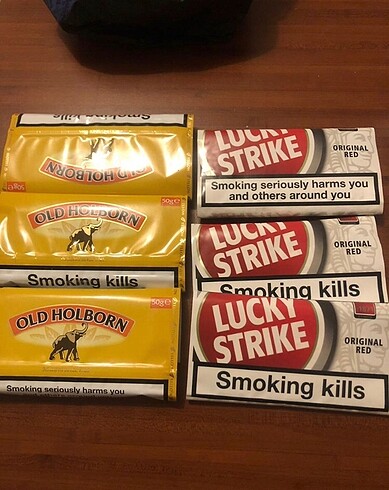 Smoking kills
OLD HOLBORN
OLD HOLBORN
50g e
Smoking kills
OLD HOLBORN
50g e
Smoking seriously harms you
LUCKY
STRIKE
ORIGINAL
RED
Smoking seriously harms you
and others around you
LUCKY
STRIKE
ORIGINAL
RED
Smoking kills
LUCKY
STRIKE
ORIGINAL
RED
Smoking kills